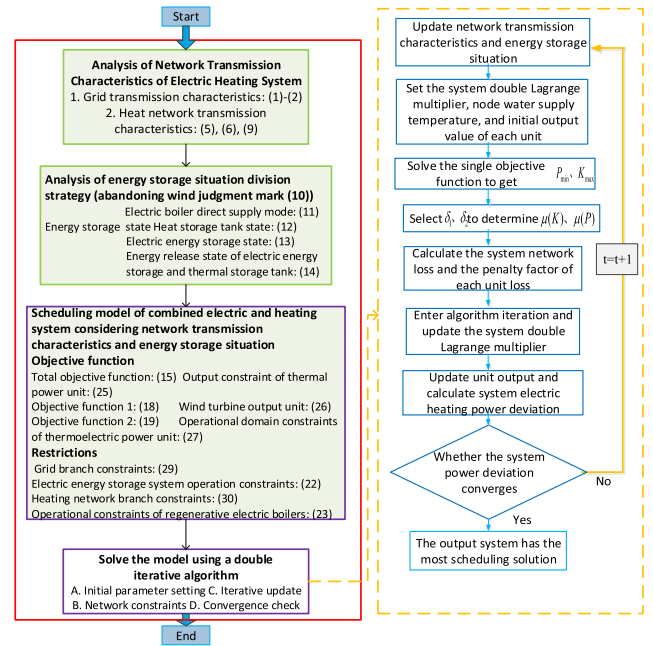 Start
Analysis of Network Transmission
Characteristics of Electric Heating System
1. Grid transmission characteristics: (1)-(2)
2. Heat network transmission
characteristics: (5), (6), (9)
Analysis of energy storage situation division
strategy (abandoning wind judgment mark (10))
Electric boiler direct supply mode: (11)
Energy storage state Heat storage tank state: (12)
Electric energy storage state: (13)
Energy release state of electric energy
storage and thermal storage tank: (14)
Scheduling model of combined electric and heating
system considering network transmission
characteristics and energy storage situation
Objective function
Total objective function: (15) Output constraint of thermal
power unit: (25)
Objective function 1: (18) Wind turbine output unit: (26)
Objective function 2: (19) Operational domain constraints
of thermoelectric power unit: (27)
Restrictions
Grid branch constraints: (29)
Electric energy storage system operation constraints: (22)
Heating network branch constraints: (30)
Operational constraints of regenerative electric boilers: (23)
Solve the model using a double
iterative algorithm
A. Initial parameter setting C. Iterative update
B. Network constraints D. Convergence check
End
Update network transmission
characteristics and energy storage
situation
Set the system double Lagrange
multiplier, node water supply
temperature, and initial output
value of each unit
Solve the single objective
function to get P_min、K_max
Select δ₁、δ₂to determine μ(K)、μ(P)
Calculate the system network
loss and the penalty factor of
each unit loss
Enter algorithm iteration and
update the system double
Lagrange multiplier
Update unit output and
calculate system electric
heating power deviation
Whether the system
power deviation
converges
No
t=t+1
Yes
The output system has the
most scheduling solution